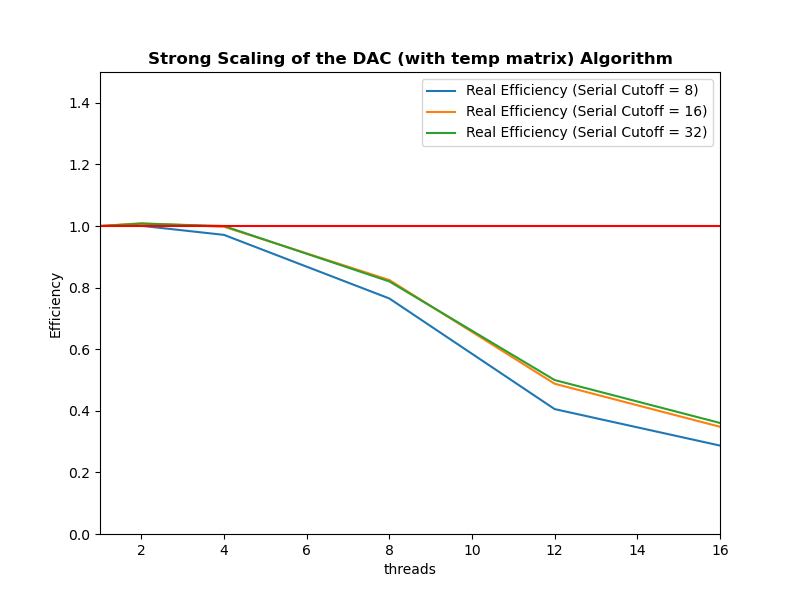 Strong Scaling of the DAC (with temp matrix) Algorithm
Real Efficiency (Serial Cutoff = 8)
Real Efficiency (Serial Cutoff = 16)
Real Efficiency (Serial Cutoff = 32)
1.4
1.2
1.0
0.8
0.6
0.4
0.2
0.0
Efficiency
2 4 6 8 10 12 14 16
threads